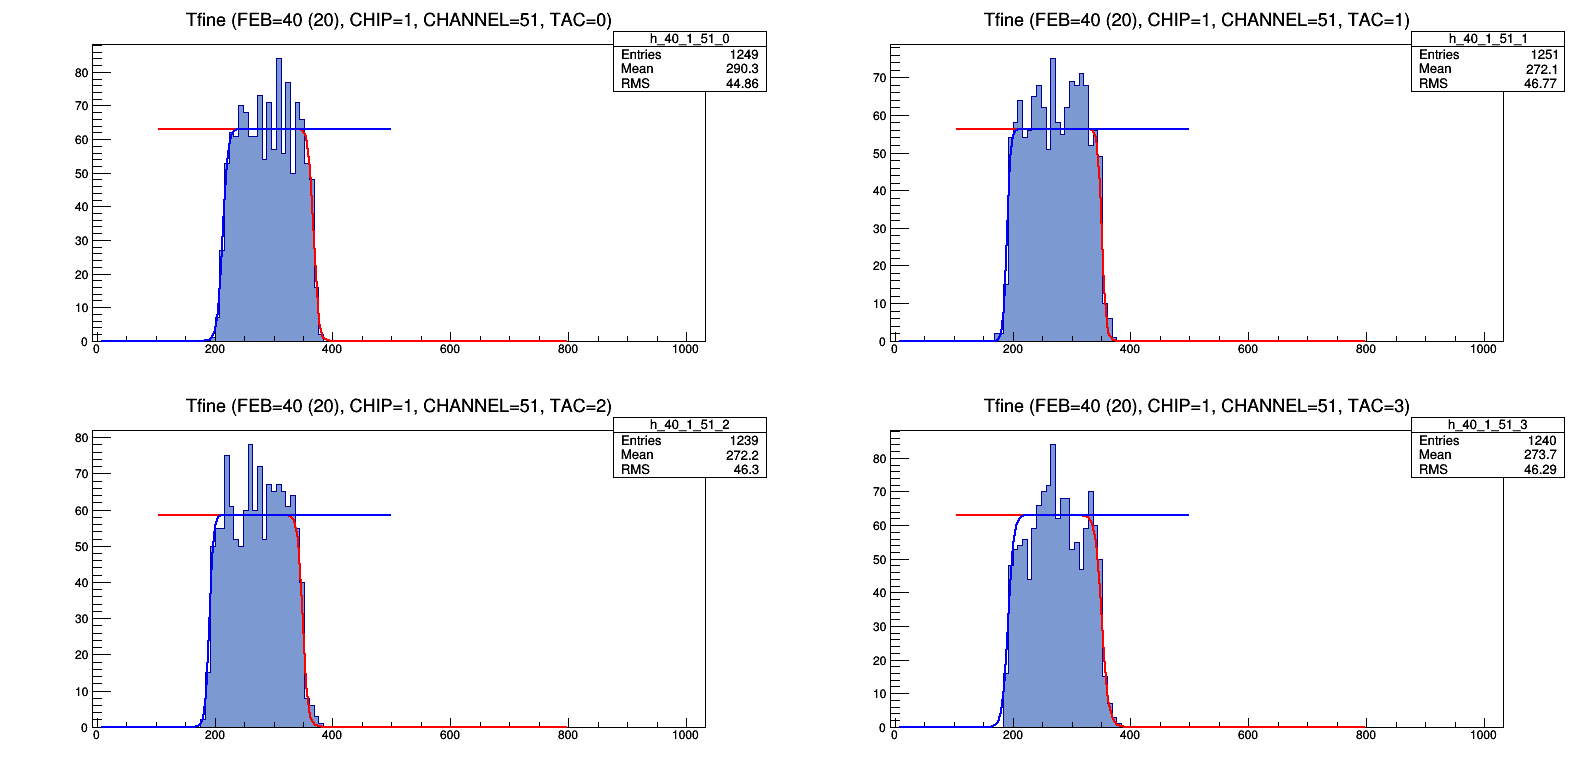 Tfine (FEB=40 (20), CHIP=1, CHANNEL=51, TAC=0)
h_40_1_51_0
Entries 1249
Mean 290.3
RMS 44.86
80
70
60
50
40
30
20
10
0
0 200 400 600 800 1000
Tfine (FEB=40 (20), CHIP=1, CHANNEL=51, TAC=1)
h_40_1_51_1
Entries 1251
Mean 272.1
RMS 46.77
70
60
50
40
30
20
10
0
0 200 400 600 800 1000
Tfine (FEB=40 (20), CHIP=1, CHANNEL=51, TAC=2)
h_40_1_51_2
Entries 1239
Mean 272.2
RMS 46.3
80
70
60
50
40
30
20
10
0
0 200 400 600 800 1000
Tfine (FEB=40 (20), CHIP=1, CHANNEL=51, TAC=3)
h_40_1_51_3
Entries 1240
Mean 273.7
RMS 46.29
80
70
60
50
40
30
20
10
0
0 200 400 600 800 1000